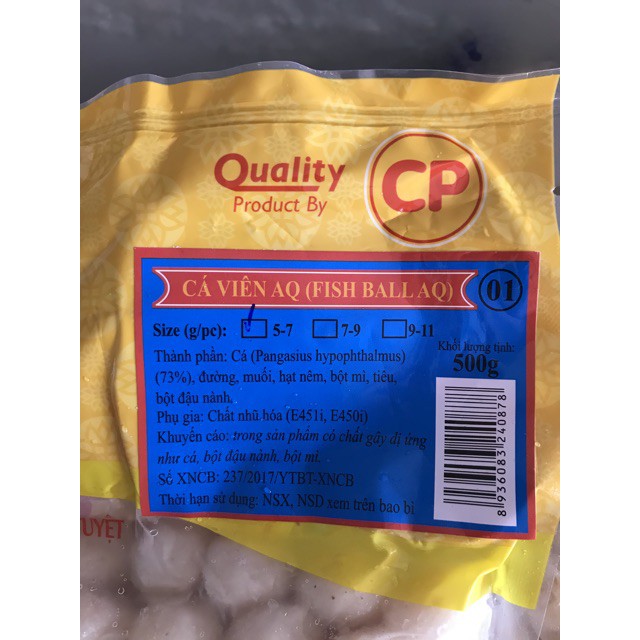 Quality
Product By
CP
CÁ VIÊN AQ (FISH BALL AQ)
01
Size (g/pc): 5-7 7-9 9-11
Khối lượng tịnh:
500g
Thành phần: Cá (Pangasius hypophthalmus)
(73%), đường, muối, hạt nêm, bột mì, tiêu,
bột đậu nành.
Phụ gia: Chất nhũ hóa (E451i, E450i)
Khuyến cáo: trong sản phẩm có chất gây dị ứng
như cá, bột đậu nành, bột mì.
Số XNCB: 237/2017/YTBT-XNCB
Thời hạn sử dụng: NSX, NSD xem trên bao bì
8936083240878
UYỆT